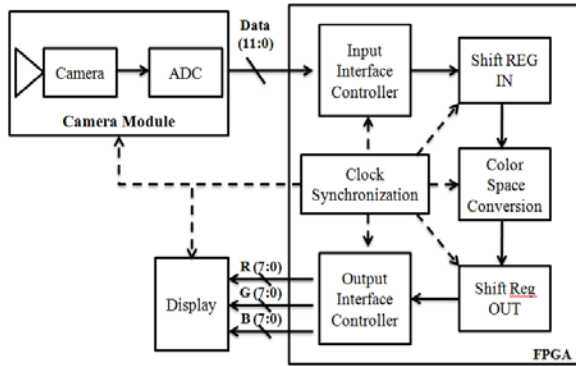 Data
(11:0)
Camera
ADC
Camera Module
Input
Interface
Controller
Shift REG
IN
Clock
Synchronization
Color
Space
Conversion
Display
R (7:0)
G (7:0)
B (7:0)
Output
Interface
Controller
Shift Reg
OUT
FPGA